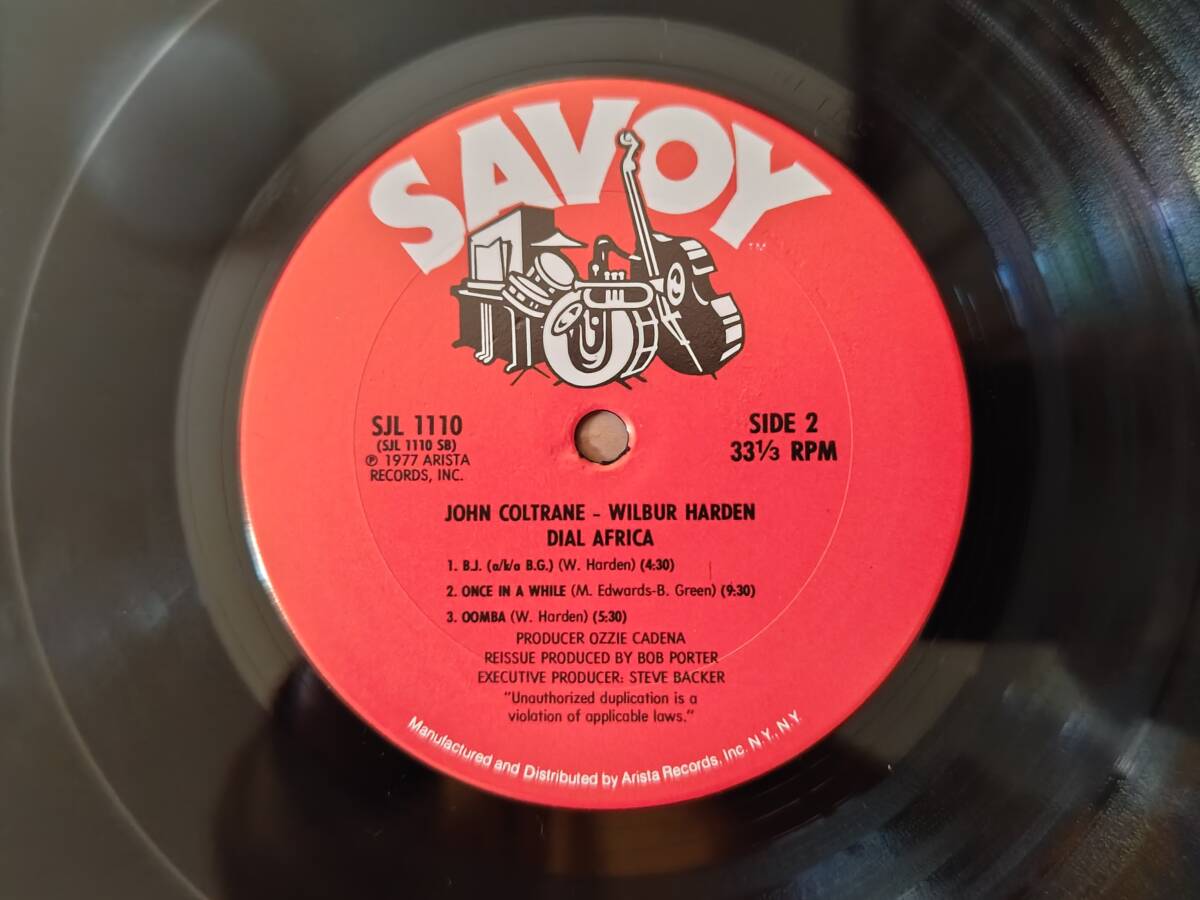 SAVOY
TM
SJL 1110
(SJL 1110 SB)
℗ 1977 ARISTA
RECORDS, INC.
SIDE 2
33 1/3 RPM
JOHN COLTRANE - WILBUR HARDEN
DIAL AFRICA
1. B.J. (a/k/a B.G.) (W. Harden) (4:30)
2. ONCE IN A WHILE (M. Edwards-B. Green) (9:30)
3. OOMBA (W. Harden) (5:30)
PRODUCER OZZIE CADENA
REISSUE PRODUCED BY BOB PORTER
EXECUTIVE PRODUCER: STEVE BACKER
"Unauthorized duplication is a
violation of applicable laws."
Manufactured and Distributed by Arista Records, Inc. N.Y., N.Y.